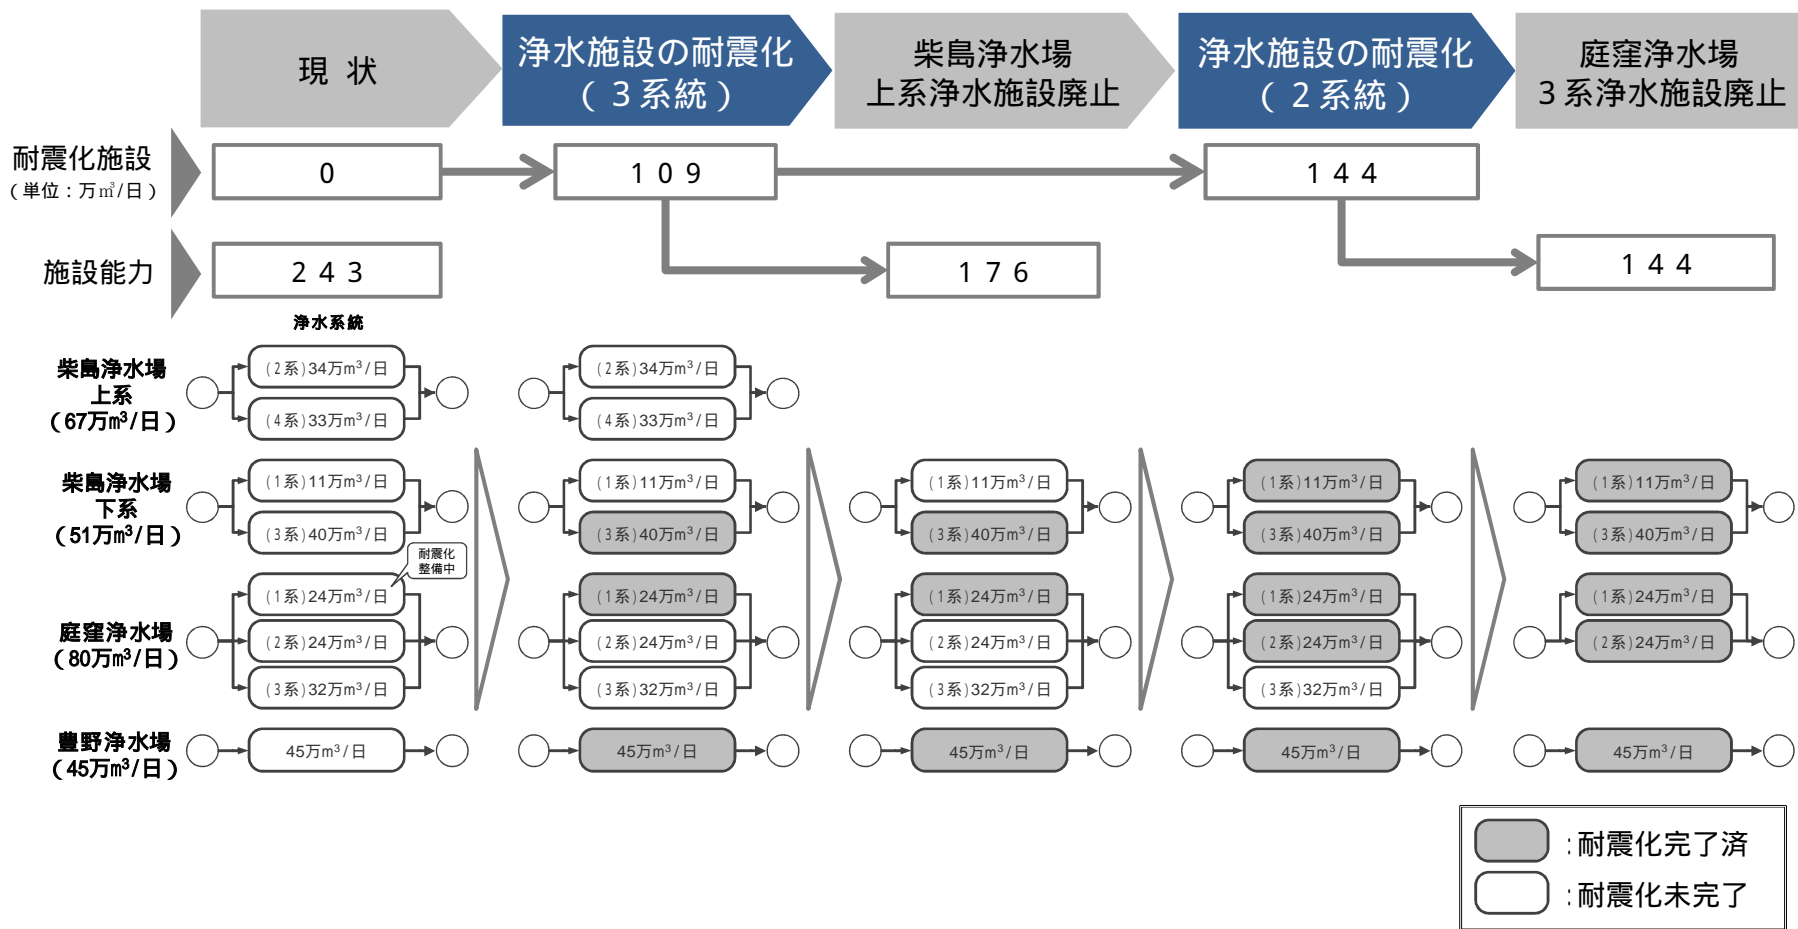 現 状
浄水施設の耐震化
（３系統）
柴島浄水場
上系浄水施設廃止
浄水施設の耐震化
（２系統）
庭窪浄水場
３系浄水施設廃止
耐震化施設
（単位：万㎥/日）
０
１０９
１４４
施設能力
２４３
１７６
１４４
浄水系統
柴島浄水場
上系
（67万㎥/日）
(2系)34万m³/日
(4系)33万m³/日
(2系)34万m³/日
(4系)33万m³/日
柴島浄水場
下系
（51万㎥/日）
(1系)11万m³/日
(3系)40万m³/日
(1系)11万m³/日
(3系)40万m³/日
(1系)11万m³/日
(3系)40万m³/日
(1系)11万m³/日
(3系)40万m³/日
(1系)11万m³/日
(3系)40万m³/日
耐震化
整備中
庭窪浄水場
（80万㎥/日）
(1系)24万m³/日
(2系)24万m³/日
(3系)32万m³/日
(1系)24万m³/日
(2系)24万m³/日
(3系)32万m³/日
(1系)24万m³/日
(2系)24万m³/日
(3系)32万m³/日
(1系)24万m³/日
(2系)24万m³/日
(3系)32万m³/日
(1系)24万m³/日
(2系)24万m³/日
豊野浄水場
（45万㎥/日）
45万m³/日
45万m³/日
45万m³/日
45万m³/日
45万m³/日
:耐震化完了済
:耐震化未完了